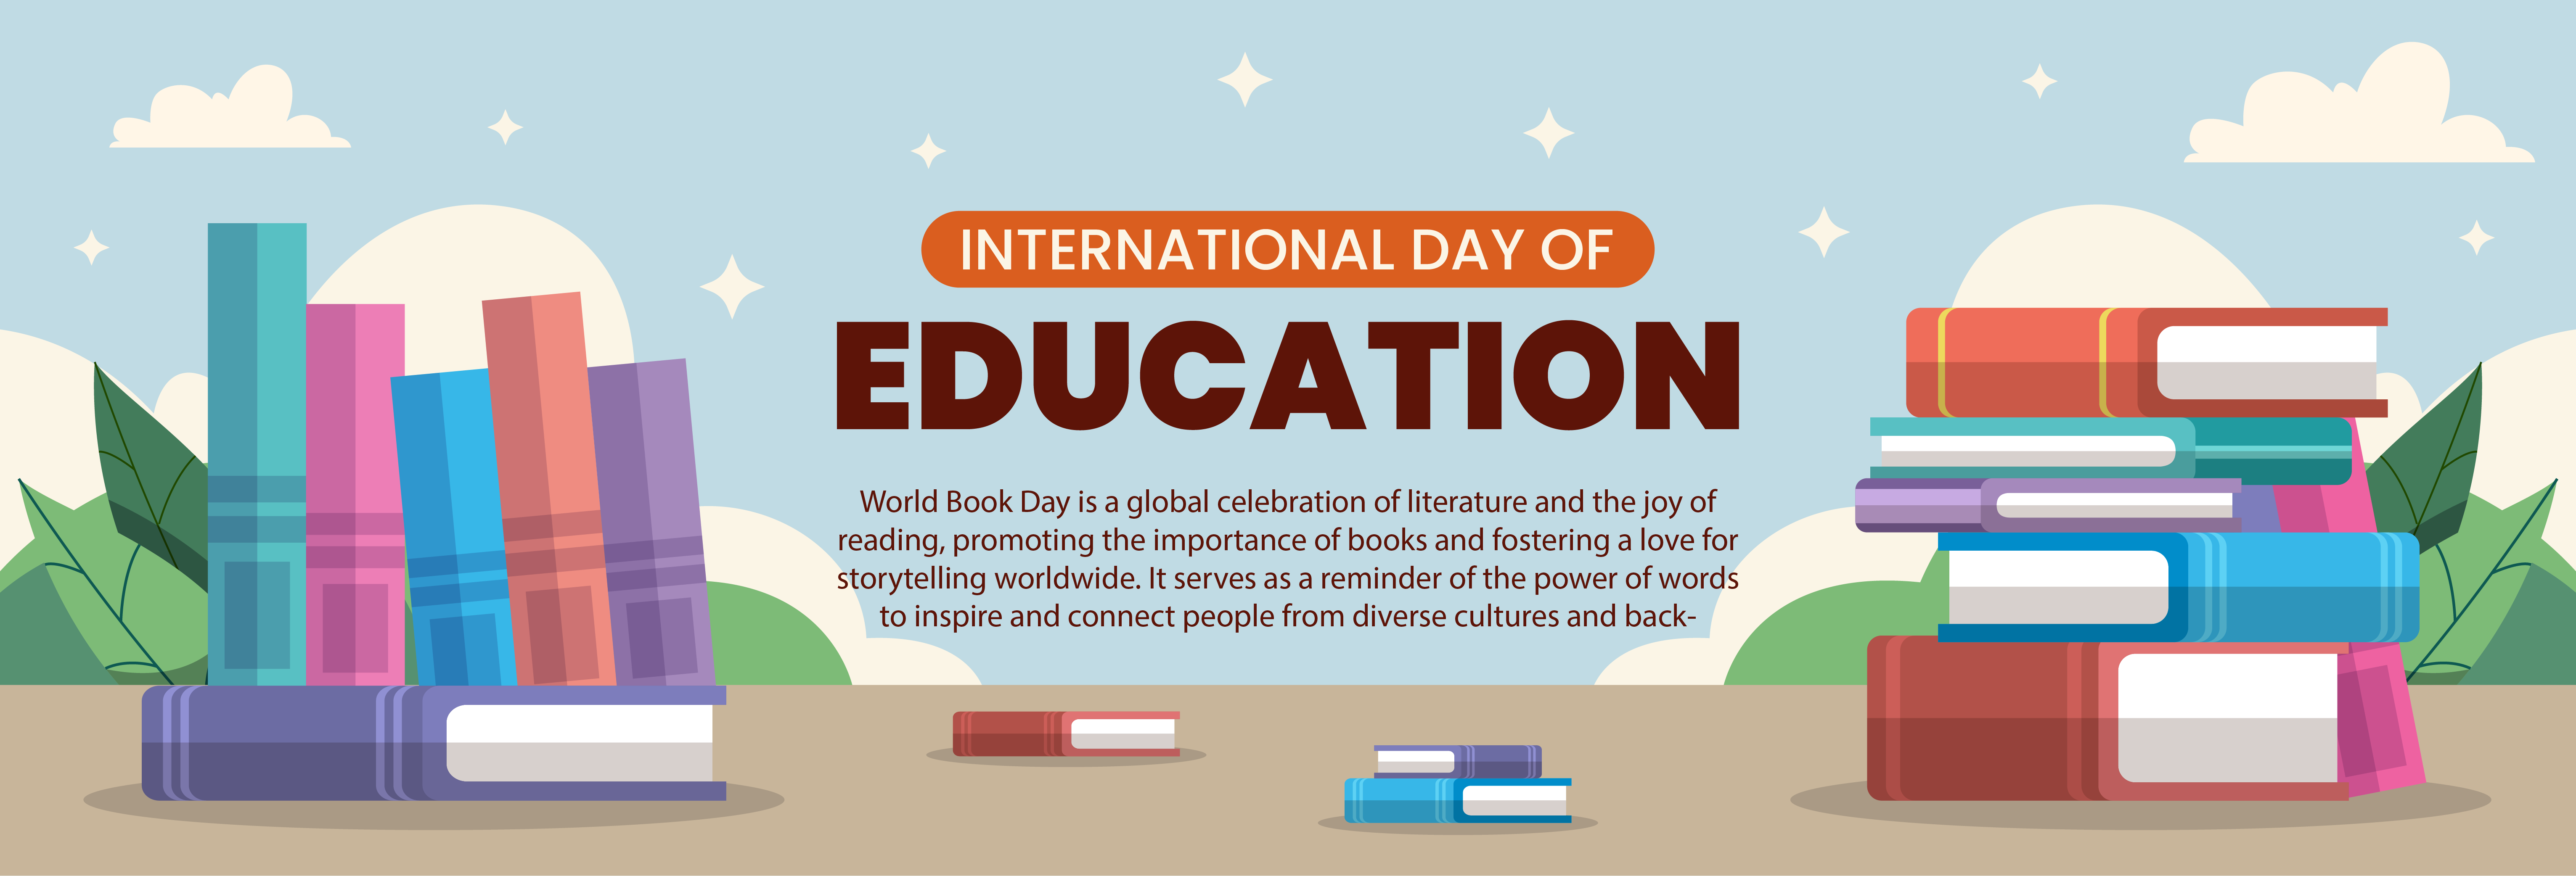 INTERNATIONAL DAY OF
EDUCATION
World Book Day is a global celebration of literature and the joy of
reading, promoting the importance of books and fostering a love for
storytelling worldwide. It serves as a reminder of the power of words
to inspire and connect people from diverse cultures and back-